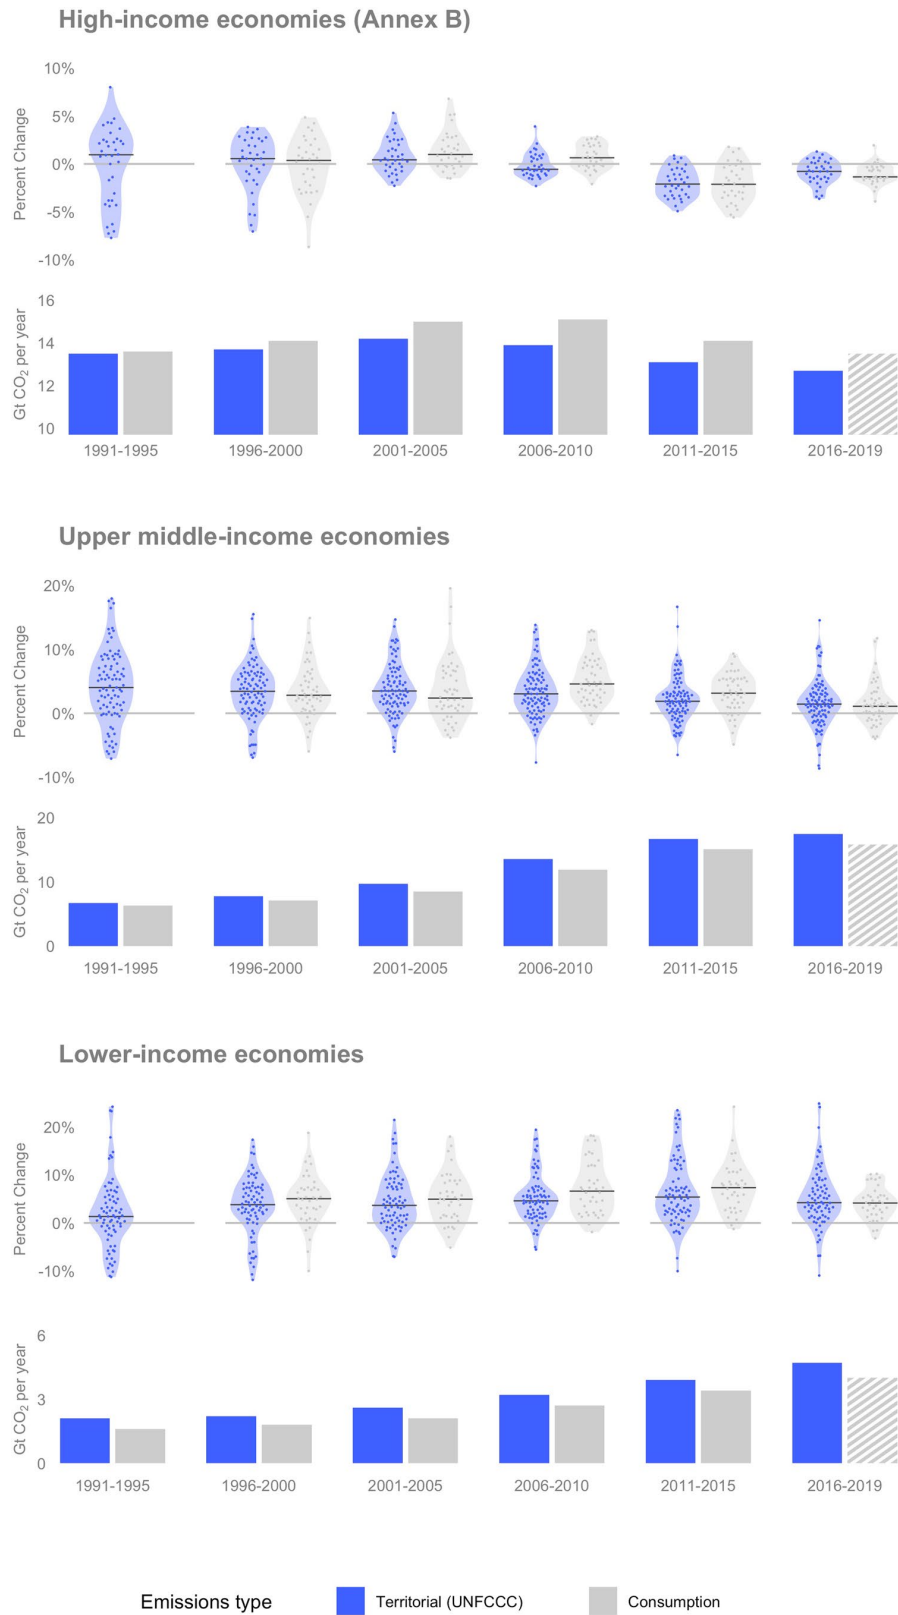 High-income economies (Annex B)
Percent Change
10%
5%
0%
-5%
-10%
Gt CO₂ per year
16
14
12
10
1991-1995 1996-2000 2001-2005 2006-2010 2011-2015 2016-2019
Upper middle-income economies
Percent Change
20%
10%
0%
-10%
Gt CO₂ per year
20
10
0
1991-1995 1996-2000 2001-2005 2006-2010 2011-2015 2016-2019
Lower-income economies
Percent Change
20%
10%
0%
-10%
Gt CO₂ per year
6
3
0
1991-1995 1996-2000 2001-2005 2006-2010 2011-2015 2016-2019
Emissions type Territorial (UNFCCC) Consumption